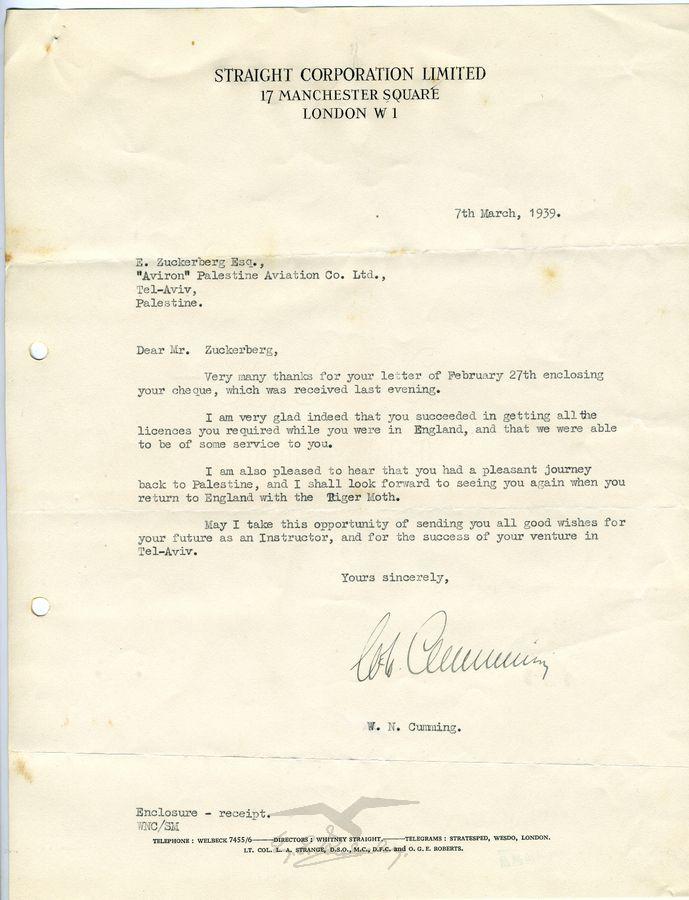 STRAIGHT CORPORATION LIMITED
17 MANCHESTER SQUARE
LONDON W 1
7th March, 1939.
E. Zuckerberg Esq.,
"Aviron" Palestine Aviation Co. Ltd.,
Tel-Aviv,
Palestine.
Dear Mr. Zuckerberg,
Very many thanks for your letter of February 27th enclosing
your cheque, which was received last evening.
I am very glad indeed that you succeeded in getting all the
licences you required while you were in England, and that we were able
to be of some service to you.
I am also pleased to hear that you had a pleasant journey
back to Palestine, and I shall look forward to seeing you again when you
return to England with the Tiger Moth.
May I take this opportunity of sending you all good wishes for
your future as an Instructor, and for the success of your venture in
Tel-Aviv.
Yours sincerely,
Cumming
W. N. Cumming.
Enclosure - receipt.
WNC/SM
TELEPHONE : WELBECK 7455/6—DIRECTORS : WHITNEY STRAIGHT,—TELEGRAMS : STRATESPED, WESDO, LONDON.
LT. COL. L. A. STRANGE, D.S.O., M.C., D.F.C. and O. G. E. ROBERTS.